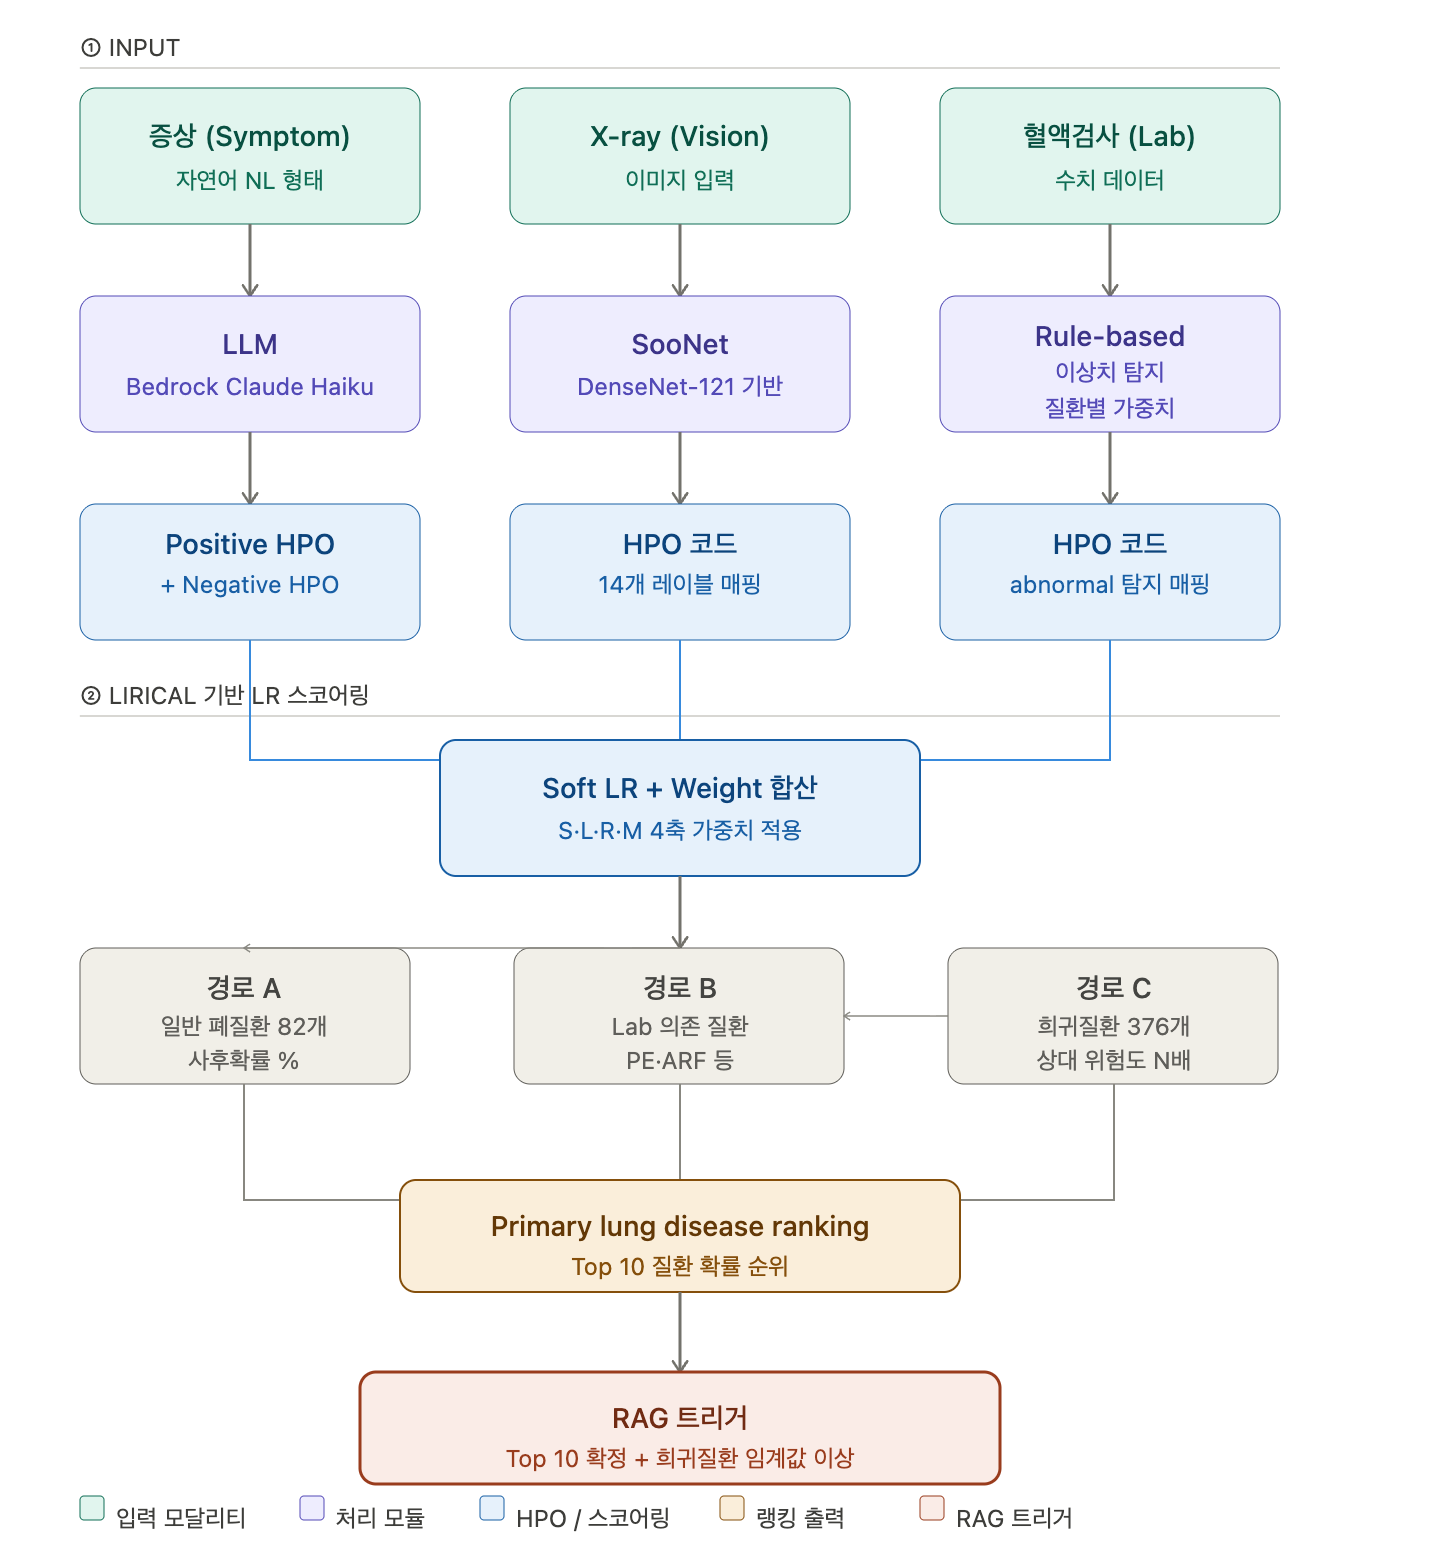 ① INPUT
증상 (Symptom)
자연어 NL 형태
X-ray (Vision)
이미지 입력
혈액검사 (Lab)
수치 데이터
LLM
Bedrock Claude Haiku
SooNet
DenseNet-121 기반
Rule-based
이상치 탐지
질환별 가중치
Positive HPO
+ Negative HPO
HPO 코드
14개 레이블 매핑
HPO 코드
abnormal 탐지 매핑
② LIRICAL 기반 LR 스코어링
Soft LR + Weight 합산
S·L·R·M 4축 가중치 적용
경로 A
일반 폐질환 82개
사후확률 %
경로 B
Lab 의존 질환
PE·ARF 등
경로 C
희귀질환 376개
상대 위험도 N배
Primary lung disease ranking
Top 10 질환 확률 순위
RAG 트리거
Top 10 확정 + 희귀질환 임계값 이상
입력 모달리티
처리 모듈
HPO / 스코어링
랭킹 출력
RAG 트리거